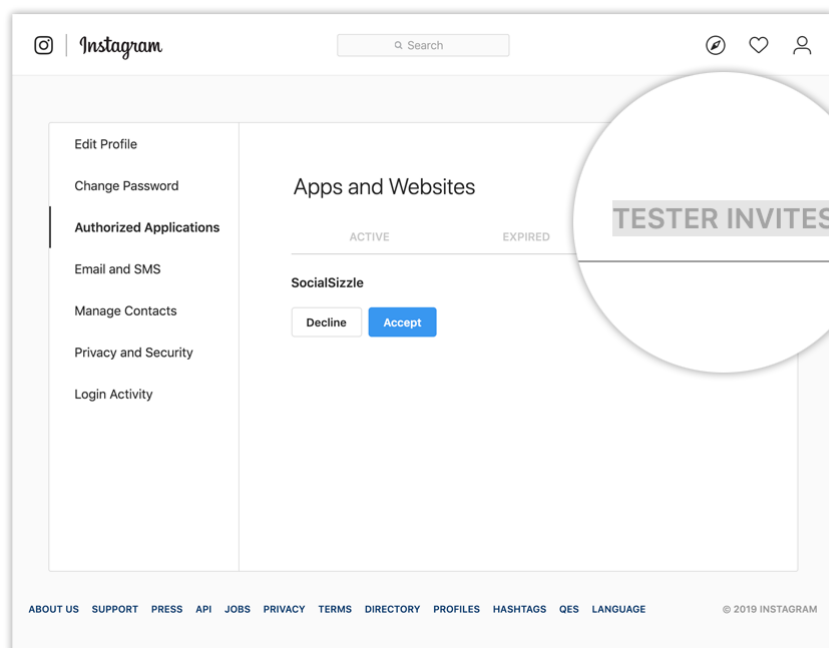 Instagram
Search
Edit Profile
Change Password
Authorized Applications
Email and SMS
Manage Contacts
Privacy and Security
Login Activity
Apps and Websites
ACTIVE EXPIRED TESTER INVITES
SocialSizzle
Decline Accept
ABOUT US SUPPORT PRESS API JOBS PRIVACY TERMS DIRECTORY PROFILES HASHTAGS QES LANGUAGE © 2019 INSTAGRAM